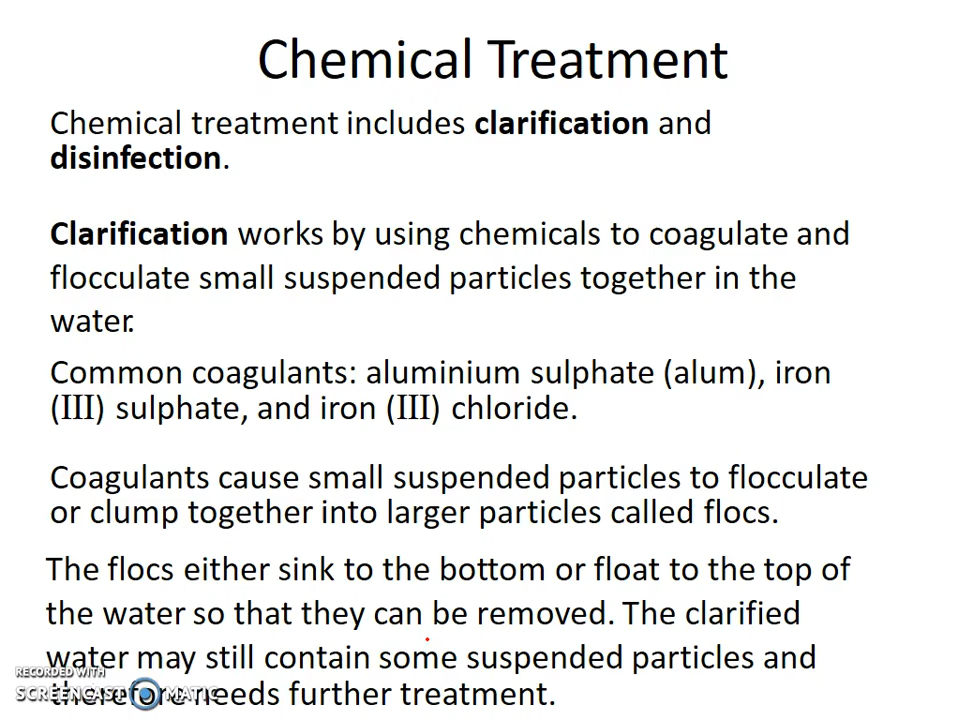 Chemical Treatment
Chemical treatment includes clarification and
disinfection.
Clarification works by using chemicals to coagulate and
flocculate small suspended particles together in the
water.
Common coagulants: aluminium sulphate (alum), iron
(III) sulphate, and iron (III) chloride.
Coagulants cause small suspended particles to flocculate
or clump together into larger particles called flocs.
The flocs either sink to the bottom or float to the top of
the water so that they can be removed. The clarified
water may still contain some suspended particles and
therefore needs further treatment.
RECORDED WITH
SCREENCAST MATIC